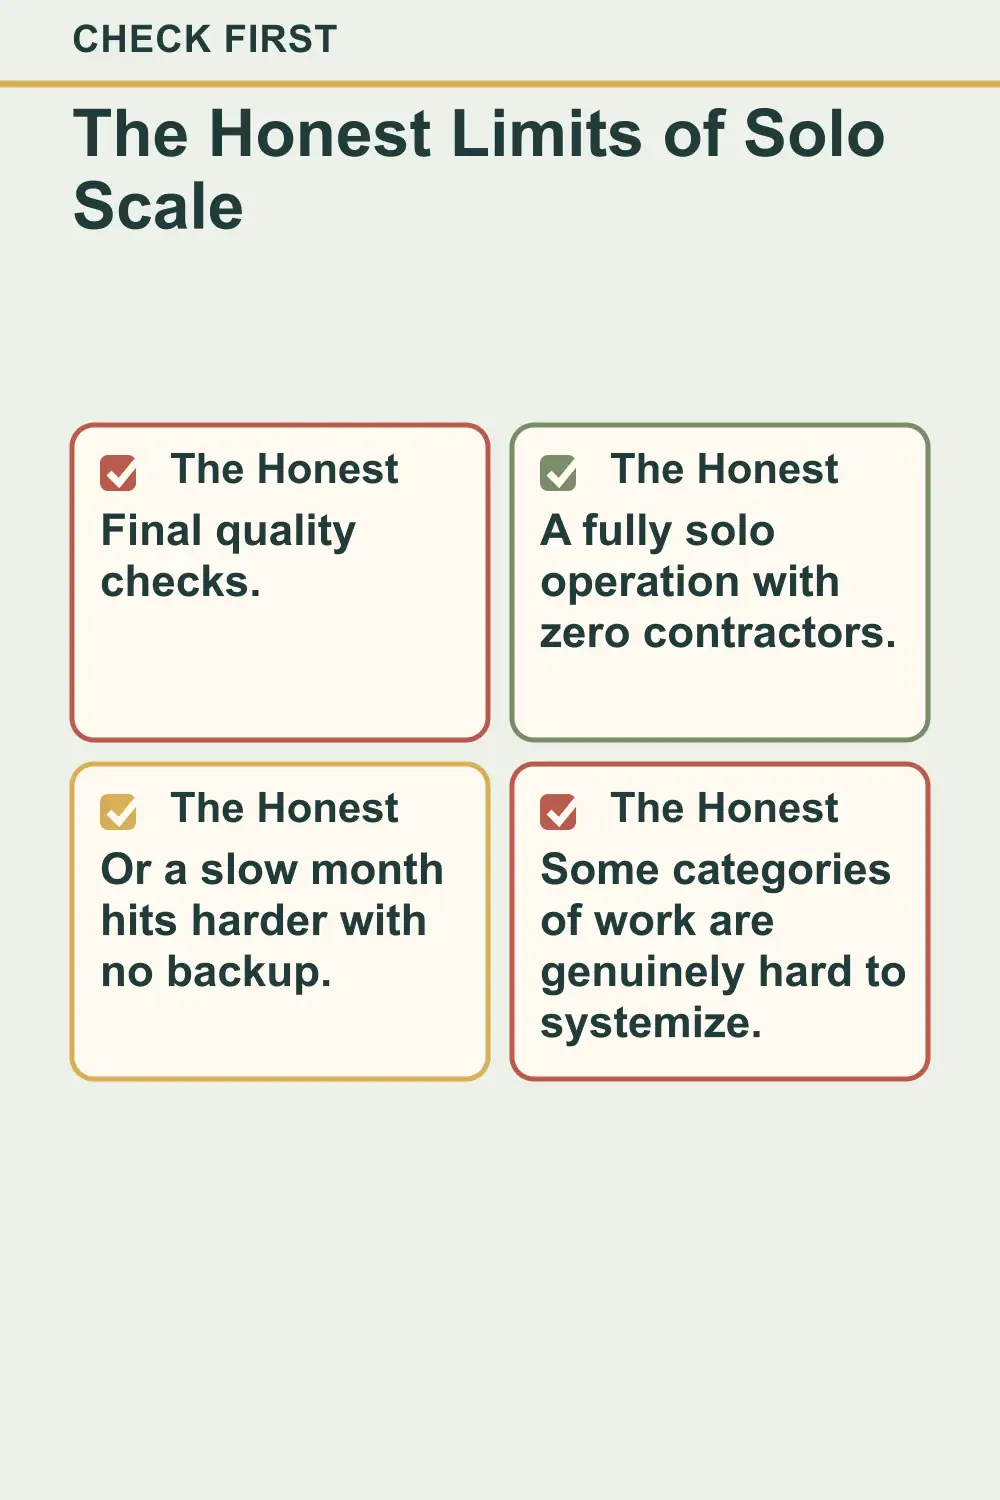 CHECK FIRST
The Honest Limits of Solo
Scale
The Honest
Final quality
checks.
The Honest
A fully solo
operation with
zero contractors.
The Honest
Or a slow month
hits harder with
no backup.
The Honest
Some categories
of work are
genuinely hard to
systemize.